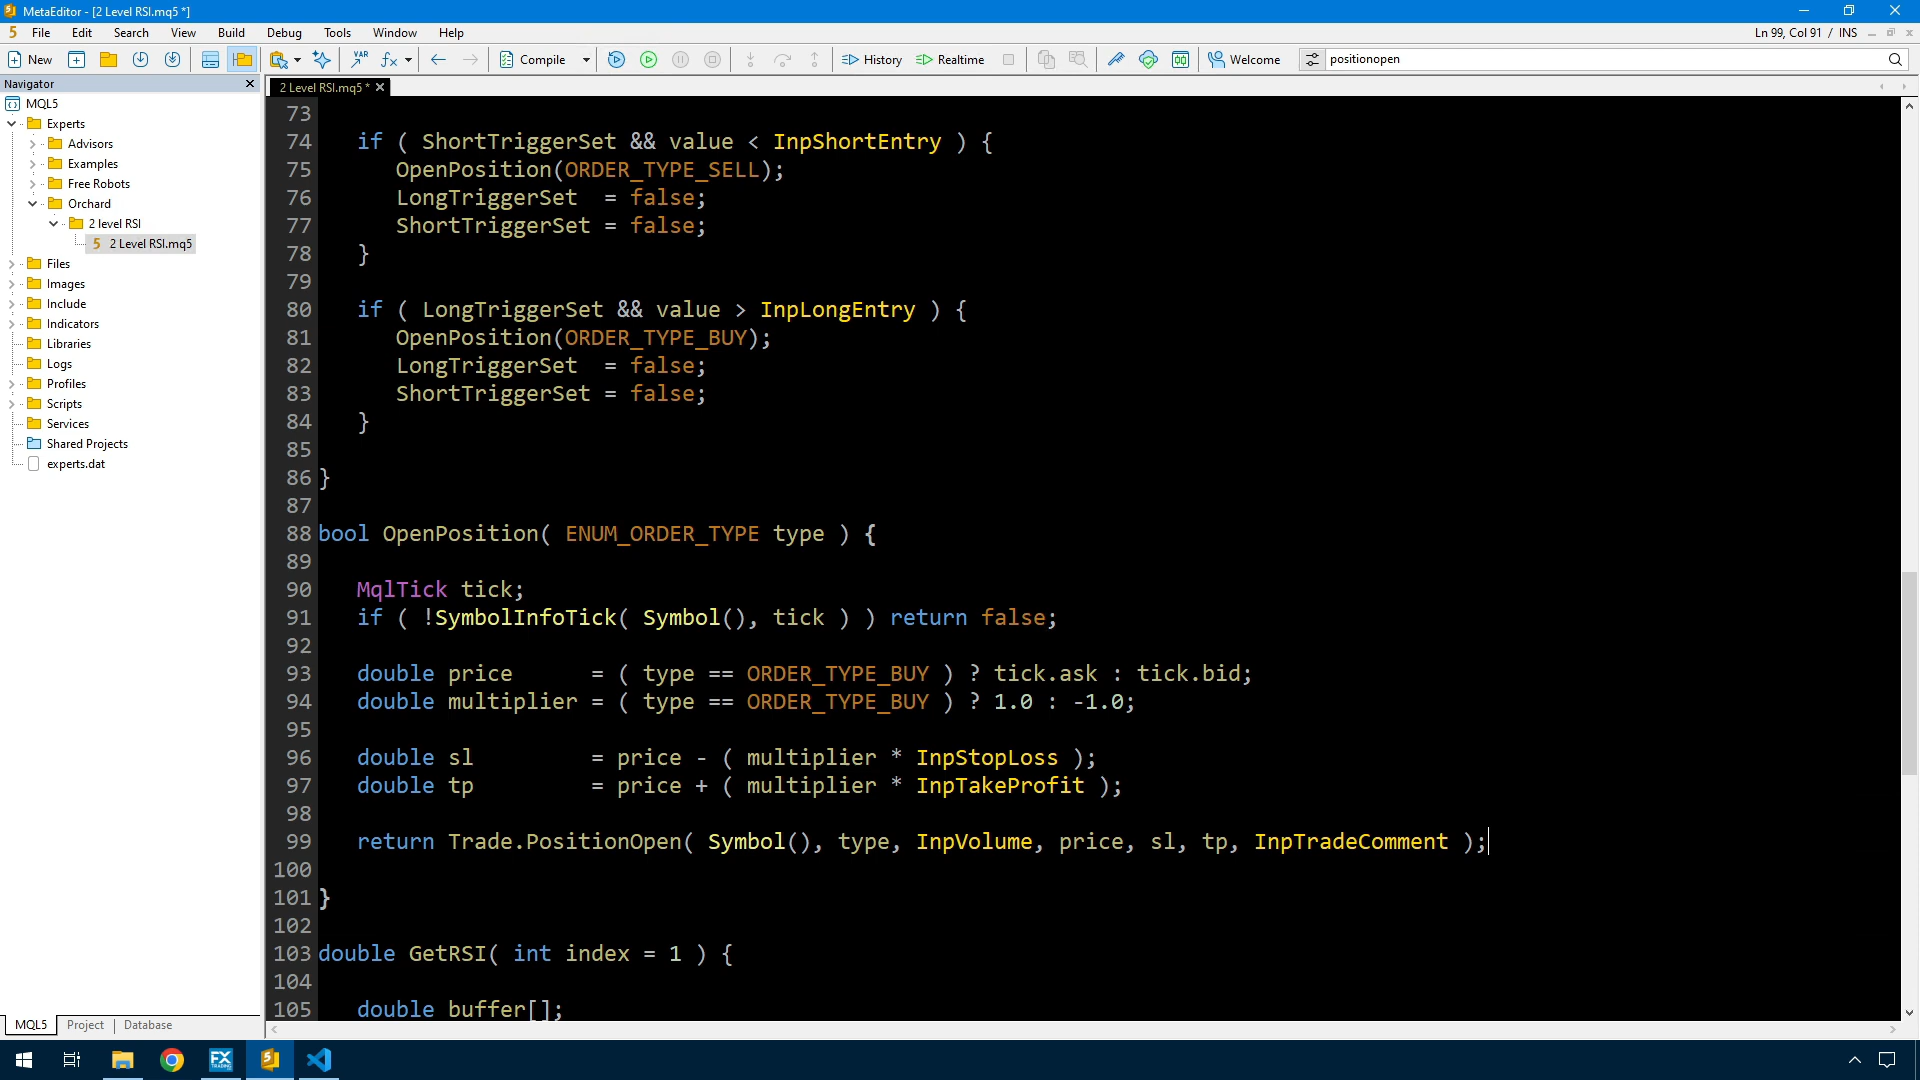 MetaEditor - [2 Level RSI.mq5 *]
File Edit Search View Build Debug Tools Window Help
Ln 99, Col 91 / INS
New Compile History Realtime Welcome positionopen
Navigator
MQL5
Experts
Advisors
Examples
Free Robots
Orchard
2 level RSI
2 Level RSI.mq5
Files
Images
Include
Indicators
Libraries
Logs
Profiles
Scripts
Services
Shared Projects
experts.dat
MQL5 Project Database
2 Level RSI.mq5 *
73
74 if ( ShortTriggerSet && value < InpShortEntry ) {
75 OpenPosition(ORDER_TYPE_SELL);
76 LongTriggerSet = false;
77 ShortTriggerSet = false;
78 }
79
80 if ( LongTriggerSet && value > InpLongEntry ) {
81 OpenPosition(ORDER_TYPE_BUY);
82 LongTriggerSet = false;
83 ShortTriggerSet = false;
84 }
85
86 }
87
88 bool OpenPosition( ENUM_ORDER_TYPE type ) {
89
90 MqlTick tick;
91 if ( !SymbolInfoTick( Symbol(), tick ) ) return false;
92
93 double price = ( type == ORDER_TYPE_BUY ) ? tick.ask : tick.bid;
94 double multiplier = ( type == ORDER_TYPE_BUY ) ? 1.0 : -1.0;
95
96 double sl = price - ( multiplier * InpStopLoss );
97 double tp = price + ( multiplier * InpTakeProfit );
98
99 return Trade.PositionOpen( Symbol(), type, InpVolume, price, sl, tp, InpTradeComment );
100
101 }
102
103 double GetRSI( int index = 1 ) {
104
105 double buffer[];